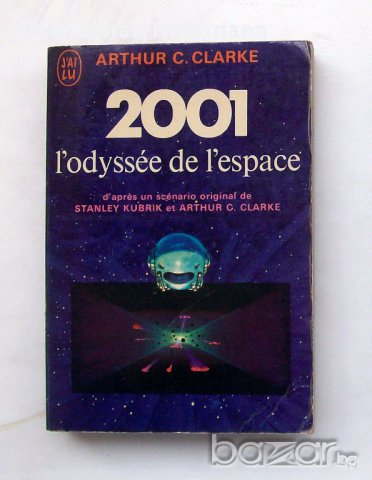 J'AI
LU
ARTHUR C. CLARKE
2001
l'odyssée de l'espace
d'après un scénario original de
STANLEY KUBRIK et ARTHUR C. CLARKE
bazar.bg